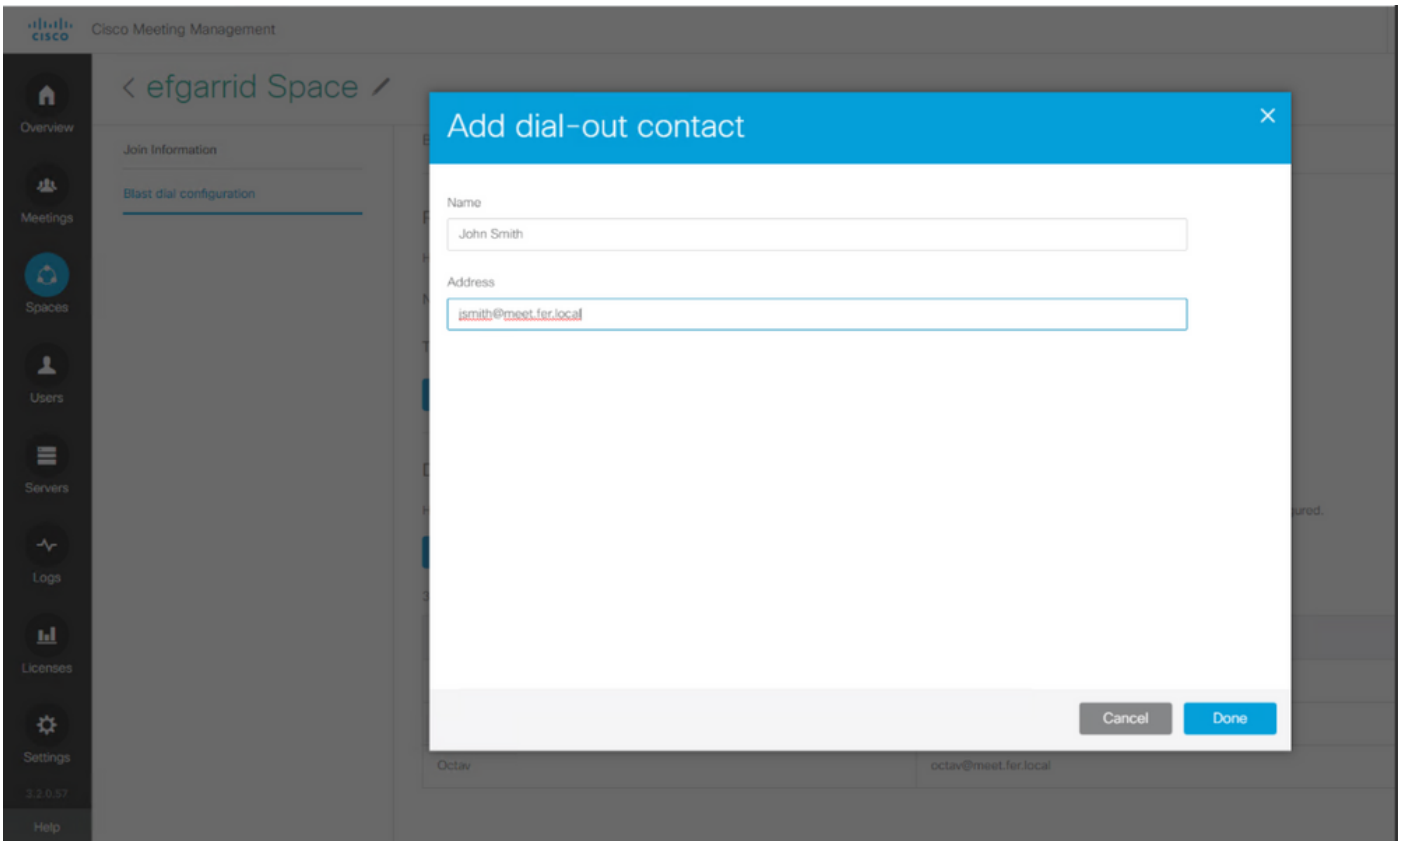 CISCO Cisco Meeting Management
efgarrid Space
Overview
Meetings
Spaces
Users
Servers
Logs
Licenses
Settings
3.2.0.57
Help
Join Information
Blast dial configuration
Add dial-out contact
Name
John Smith
Address
jsmith@meet.fer.local
Cancel
Done
Octav octav@meet.fer.local